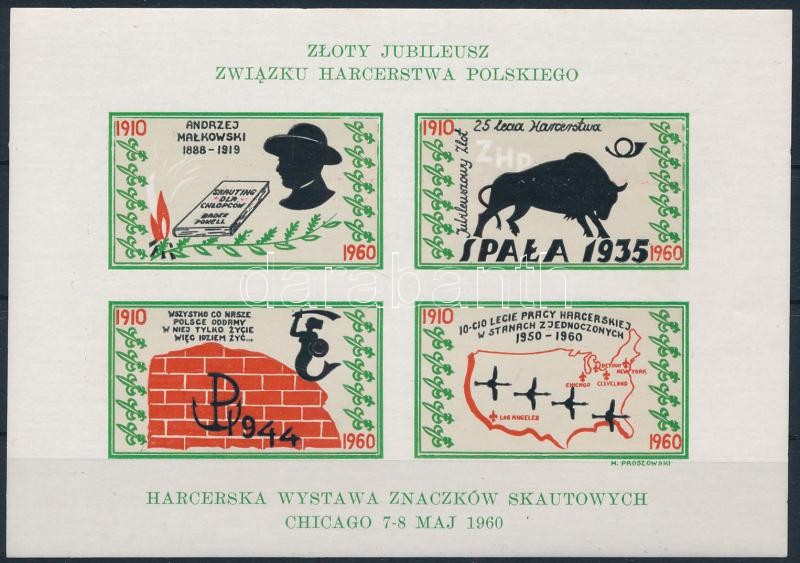 ZŁOTY JUBILEUSZ
ZWIĄZKU HARCERSTWA POLSKIEGO
1910
ANDRZEJ
MAŁKOWSKI
1888-1919
SKAUTING
DLA
CHŁOPCÓW
BADEN
POWELL
1960
1910
25 lecia Harcerstwa
Jubileuszowy Zlot
ZHP
SPAŁA 1935
1960
1910
WSZYSTKO CO NASZE
POLSCE ODDAMY
W NIEJ TYLKO ŻYCIE
WIĘC IDZIEM ŻYĆ...
1944
1960
1910
10-CIO LECIE PRACY HARCERSKIEJ
W STANACH ZJEDNOCZONYCH
1950-1960
DETROIT
NEW-YORK
CHICAGO
CLEVELAND
LOS ANGELES
1960
M. PROSZOWSKI
HARCERSKA WYSTAWA ZNACZKÓW SKAUTOWYCH
CHICAGO 7-8 MAJ 1960
darabanth